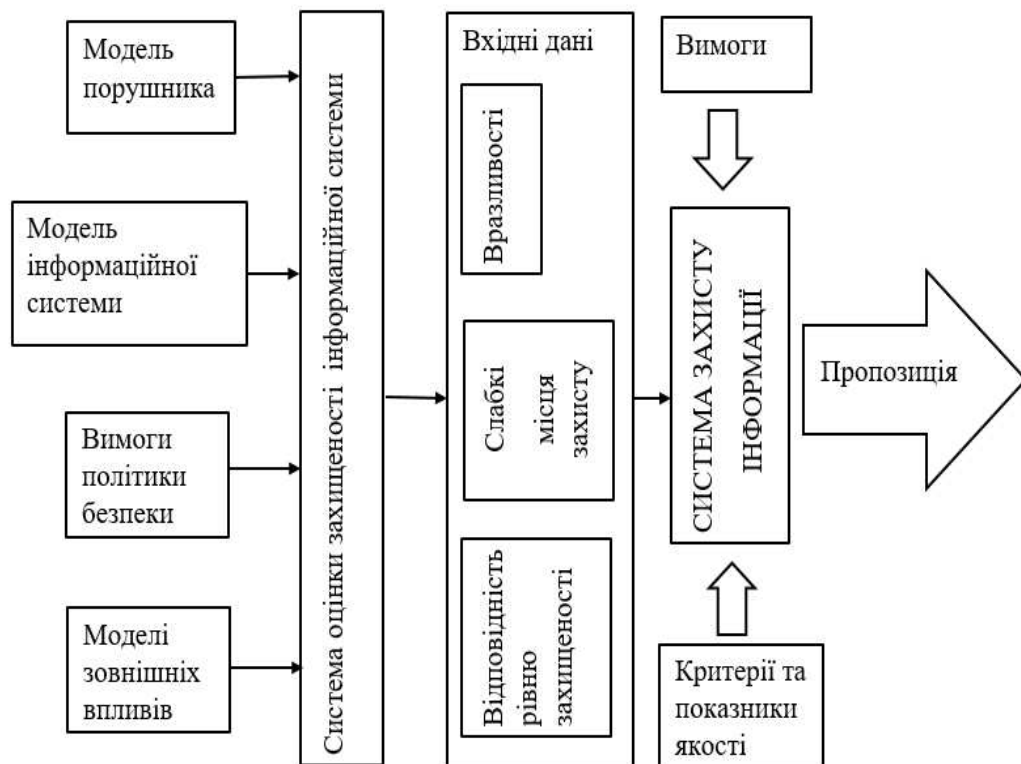 Модель
порушника
Модель
інформаційної
системи
Вимоги
політики
безпеки
Моделі
зовнішніх
впливів
Система оцінки захищеності інформаційної системи
Вхідні дані
Вразливості
Слабкі
місця
захисту
Відповідність
рівню
захищеності
Вимоги
СИСТЕМА ЗАХИСТУ
ІНФОРМАЦІЇ
Критерії та
показники
якості
Пропозиція